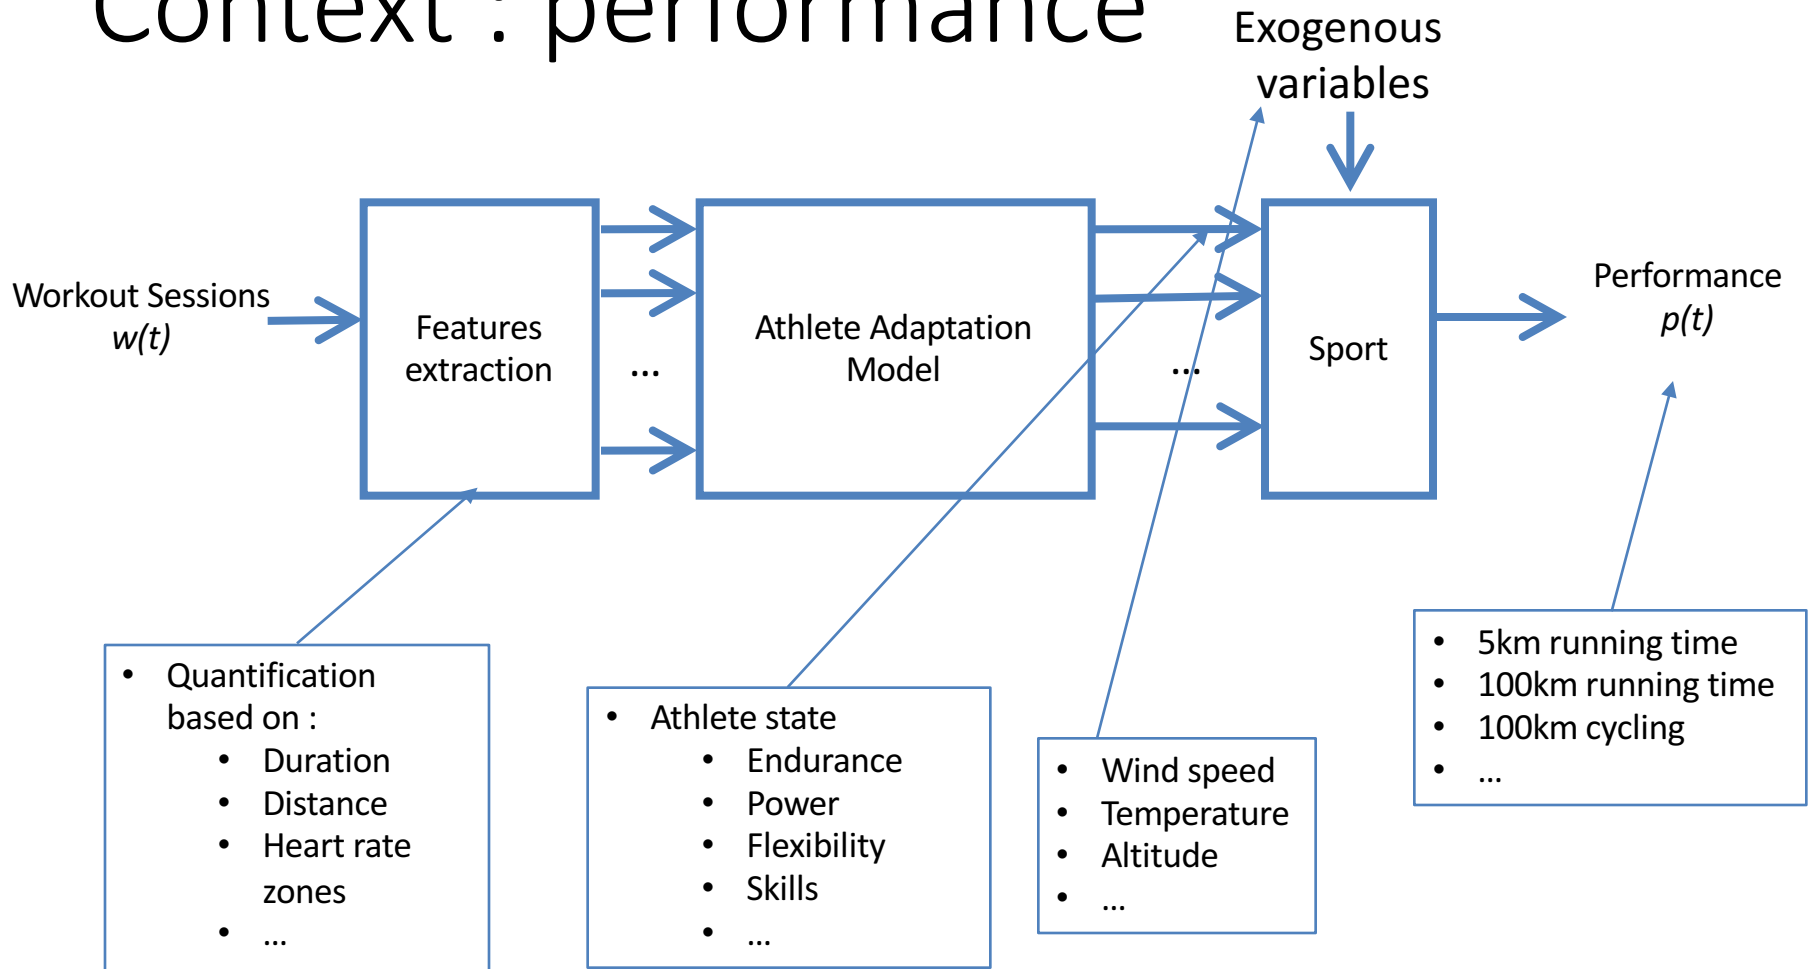 Context : performance
Exogenous
variables
Workout Sessions
w(t)
Features
extraction
...
Athlete Adaptation
Model
...
Sport
Performance
p(t)
• Quantification
based on :
• Duration
• Distance
• Heart rate
zones
• ...
• Athlete state
• Endurance
• Power
• Flexibility
• Skills
• ...
• Wind speed
• Temperature
• Altitude
• ...
• 5km running time
• 100km running time
• 100km cycling
• ...